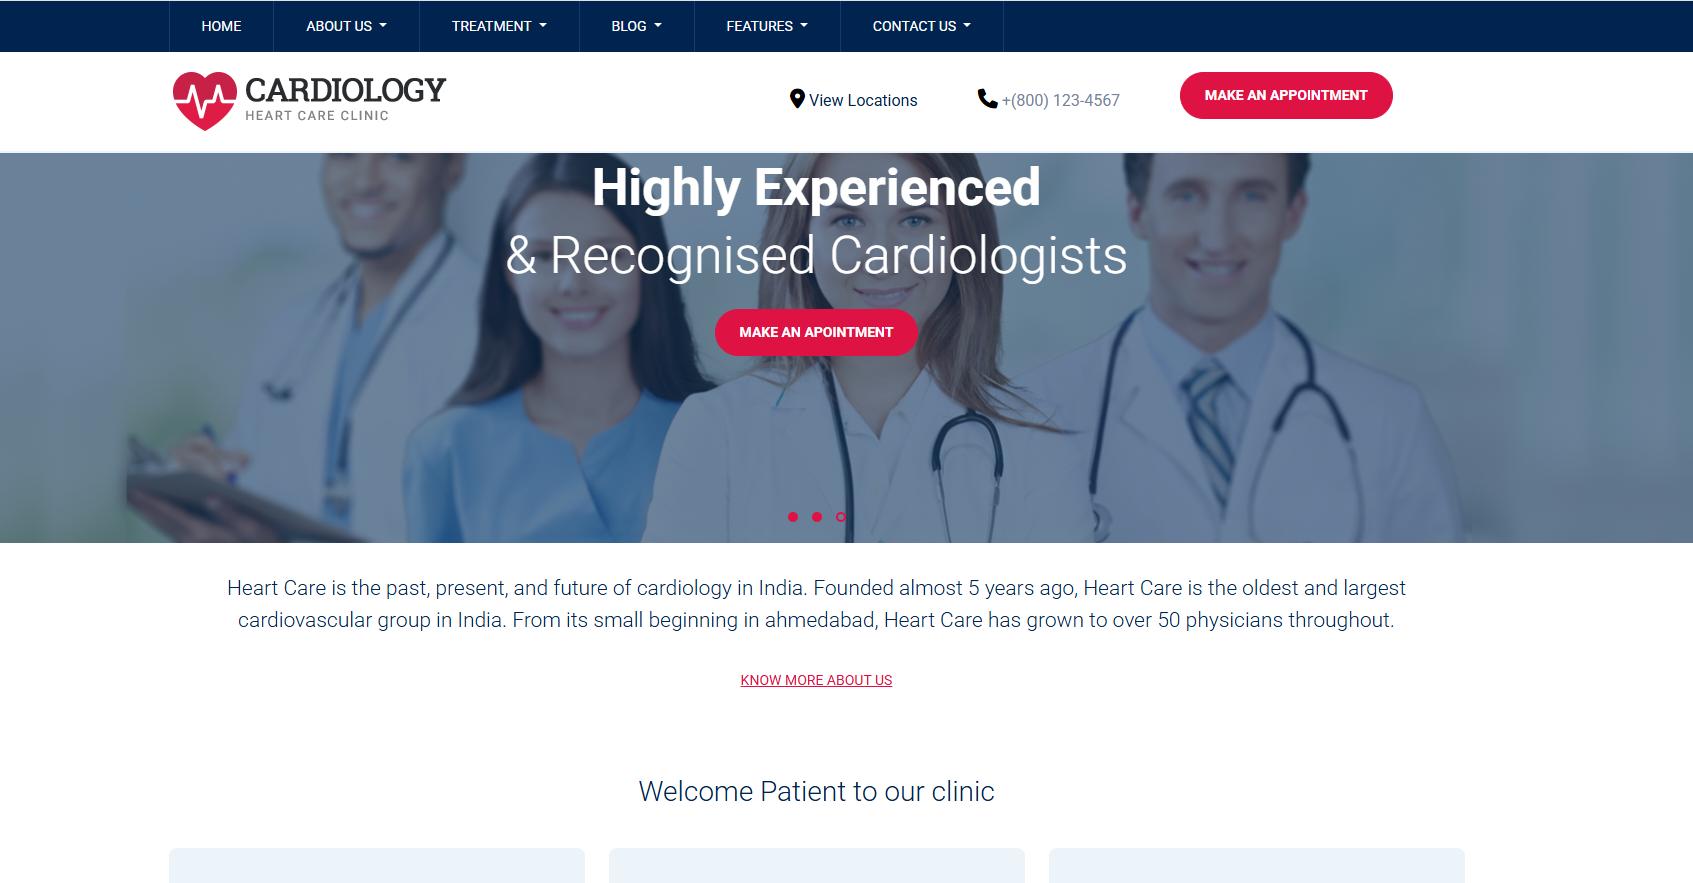 HOME ABOUT US TREATMENT BLOG FEATURES CONTACT US
CARDIOLOGY
HEART CARE CLINIC
View Locations
+(800) 123-4567
MAKE AN APPOINTMENT
Highly Experienced
& Recognised Cardiologists
MAKE AN APOINTMENT
Heart Care is the past, present, and future of cardiology in India. Founded almost 5 years ago, Heart Care is the oldest and largest
cardiovascular group in India. From its small beginning in ahmedabad, Heart Care has grown to over 50 physicians throughout.
KNOW MORE ABOUT US
Welcome Patient to our clinic